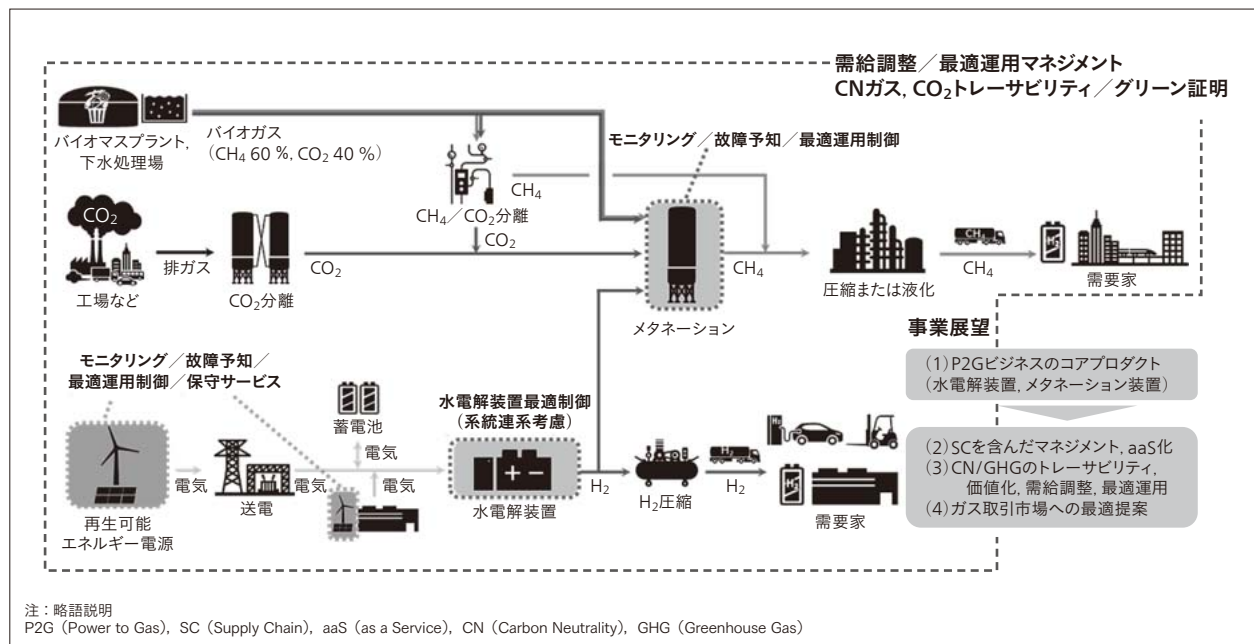 需給調整／最適運用マネジメント
CNガス, CO₂トレーサビリティ／グリーン証明
バイオマスプラント,
下水処理場
バイオガス
（CH₄ 60 %, CO₂ 40 %）
モニタリング／故障予知／最適運用制御
CH₄
CH₄／CO₂分離
CO₂
CO₂
工場など
排ガス
CO₂分離
CO₂
メタネーション
CH₄
圧縮または液化
CH₄
CH₄
H₂
需要家
モニタリング／故障予知／
最適運用制御／保守サービス
蓄電池
電気
水電解装置最適制御
（系統連系考慮）
再生可能
エネルギー電源
電気
送電
電気
電気
水電解装置
H₂
H₂圧縮
H₂
H₂
H₂
H₂
需要家
事業展望
（1）P2Gビジネスのコアプロダクト
（水電解装置, メタネーション装置）
（2）SCを含んだマネジメント, aaS化
（3）CN/GHGのトレーサビリティ,
価値化, 需給調整, 最適運用
（4）ガス取引市場への最適提案
注：略語説明
P2G（Power to Gas）, SC（Supply Chain）, aaS（as a Service）, CN（Carbon Neutrality）, GHG（Greenhouse Gas）